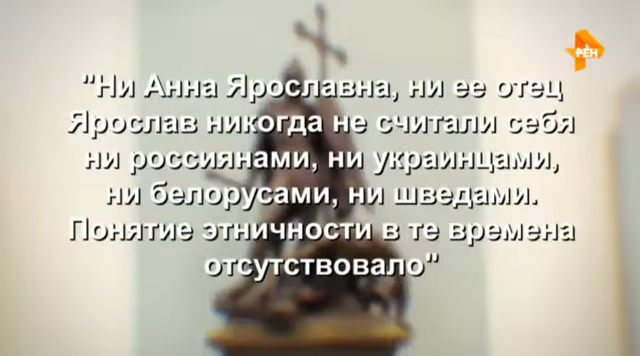 РЕН
"Ни Анна Ярославна, ни ее отец
Ярослав никогда не считали себя
ни россиянами, ни украинцами,
ни белорусами, ни шведами.
Понятие этничности в те времена
отсутствовало"